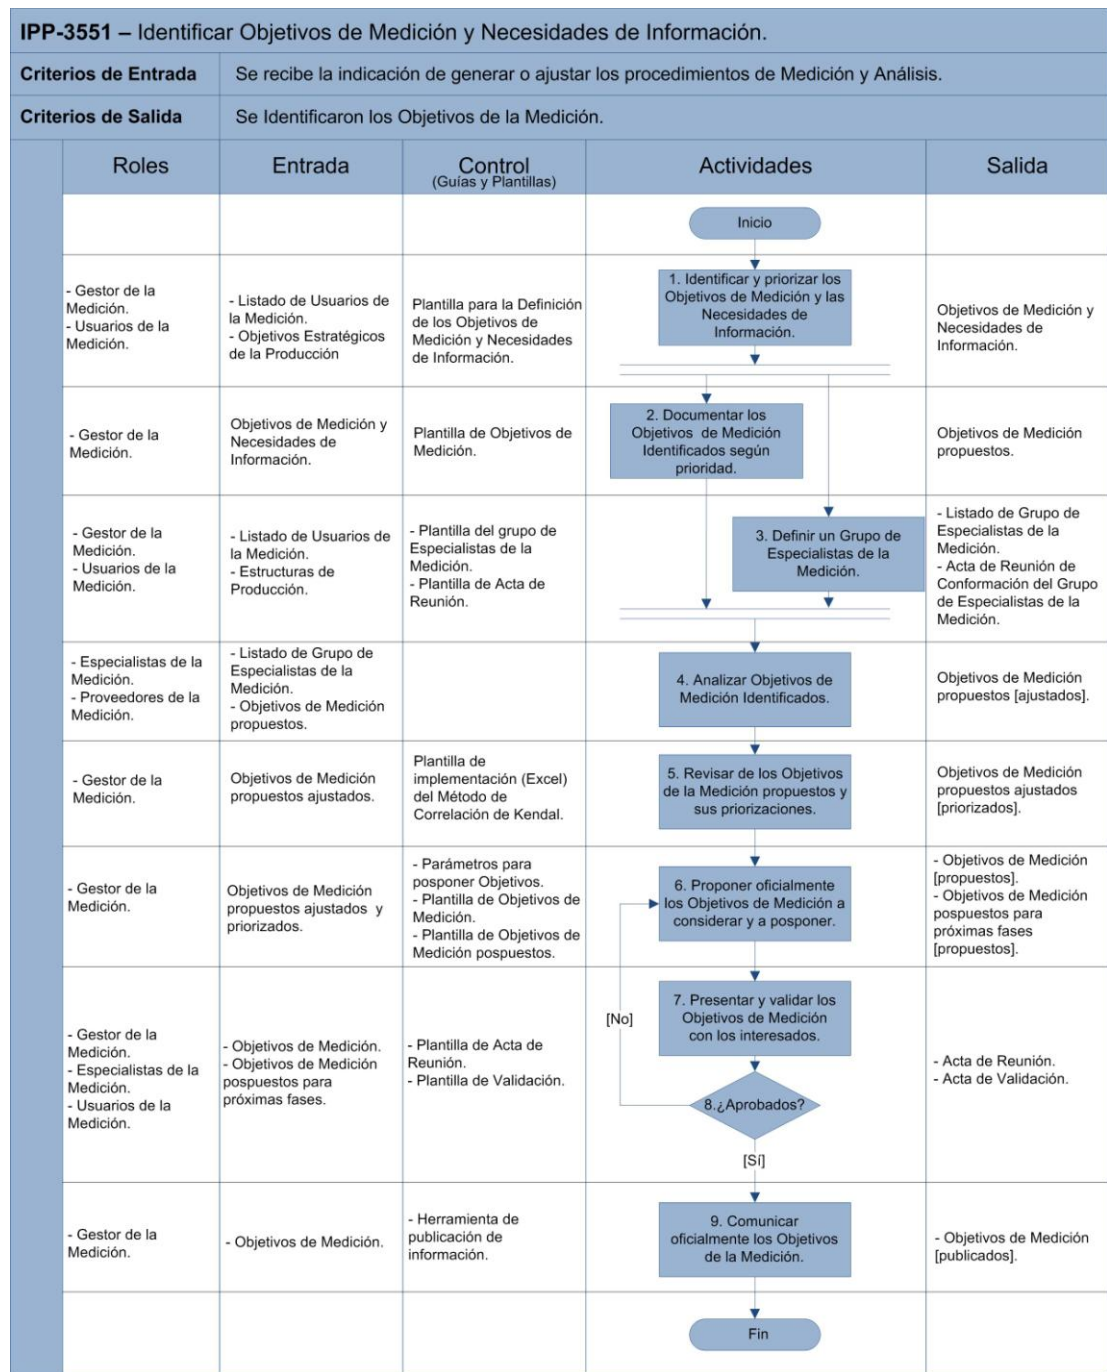 IPP-3551 – Identificar Objetivos de Medición y Necesidades de Información.
Criterios de Entrada
Se recibe la indicación de generar o ajustar los procedimientos de Medición y Análisis.
Criterios de Salida
Se Identificaron los Objetivos de la Medición.
Roles
Entrada
Control
(Guías y Plantillas)
Actividades
Salida
Inicio
- Gestor de la
Medición.
- Usuarios de la
Medición.
- Listado de Usuarios de
la Medición.
- Objetivos Estratégicos
de la Producción
Plantilla para la Definición
de los Objetivos de
Medición y Necesidades
de Información.
1. Identificar y priorizar los
Objetivos de Medición y las
Necesidades de
Información.
Objetivos de Medición y
Necesidades de
Información.
- Gestor de la
Medición.
Objetivos de Medición y
Necesidades de
Información.
Plantilla de Objetivos de
Medición.
2. Documentar los
Objetivos de Medición
Identificados según
prioridad.
Objetivos de Medición
propuestos.
- Gestor de la
Medición.
- Usuarios de la
Medición.
- Listado de Usuarios de
la Medición.
- Estructuras de
Producción.
- Plantilla del grupo de
Especialistas de la
Medición.
- Plantilla de Acta de
Reunión.
3. Definir un Grupo de
Especialistas de la
Medición.
- Listado de Grupo de
Especialistas de la
Medición.
- Acta de Reunión de
Conformación del Grupo
de Especialistas de la
Medición.
- Especialistas de la
Medición.
- Proveedores de la
Medición.
- Listado de Grupo de
Especialistas de la
Medición.
- Objetivos de Medición
propuestos.
4. Analizar Objetivos de
Medición Identificados.
Objetivos de Medición
propuestos [ajustados].
- Gestor de la
Medición.
Objetivos de Medición
propuestos ajustados.
Plantilla de
implementación (Excel)
del Método de
Correlación de Kendal.
5. Revisar de los Objetivos
de la Medición propuestos y
sus priorizaciones.
Objetivos de Medición
propuestos ajustados
[priorizados].
- Gestor de la
Medición.
Objetivos de Medición
propuestos ajustados y
priorizados.
- Parámetros para
posponer Objetivos.
- Plantilla de Objetivos de
Medición.
- Plantilla de Objetivos de
Medición pospuestos.
6. Proponer oficialmente
los Objetivos de Medición a
considerar y a posponer.
- Objetivos de Medición
[propuestos].
- Objetivos de Medición
pospuestos para
próximas fases
[propuestos].
- Gestor de la
Medición.
- Especialistas de la
Medición.
- Usuarios de la
Medición.
- Objetivos de Medición.
- Objetivos de Medición
pospuestos para
próximas fases.
- Plantilla de Acta de
Reunión.
- Plantilla de Validación.
[No]
7. Presentar y validar los
Objetivos de Medición
con los interesados.
8.¿Aprobados?
[Sí]
- Acta de Reunión.
- Acta de Validación.
- Gestor de la
Medición.
- Objetivos de Medición.
- Herramienta de
publicación de
información.
9. Comunicar
oficialmente los Objetivos
de la Medición.
- Objetivos de Medición
[publicados].
Fin